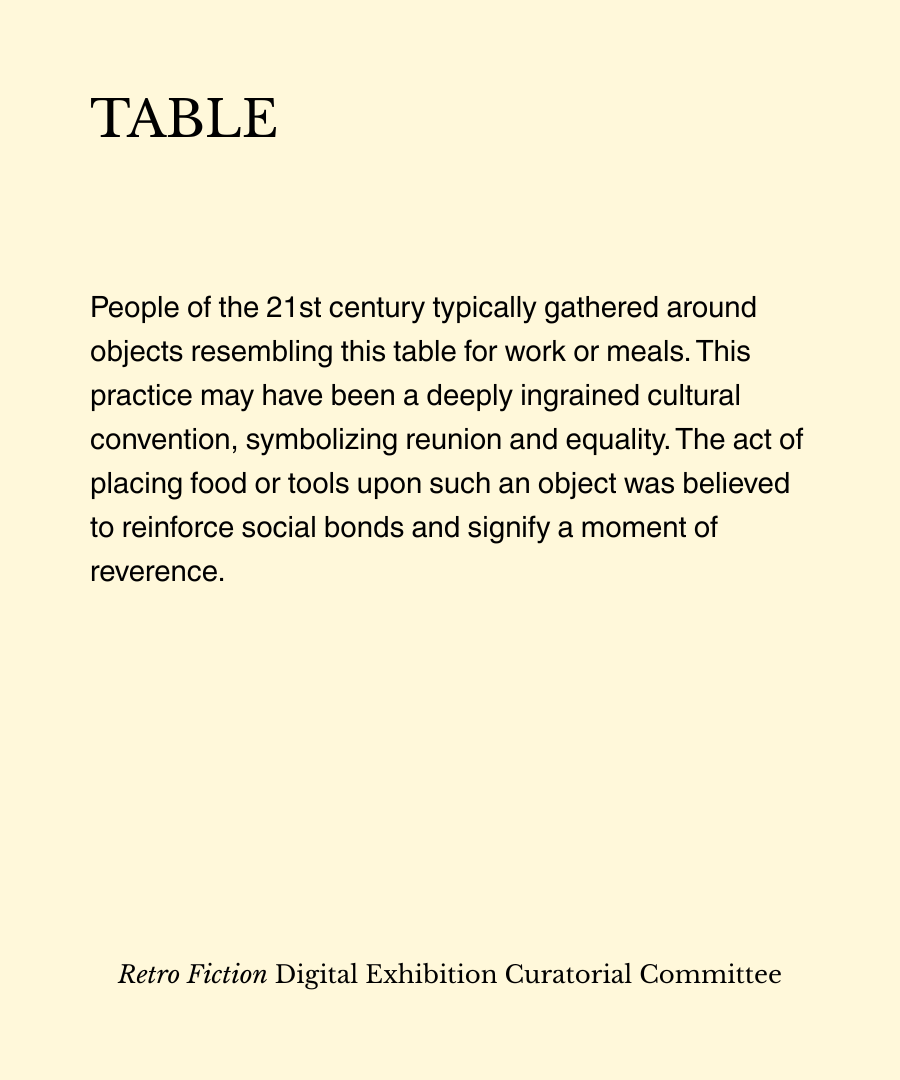 TABLE
People of the 21st century typically gathered around
objects resembling this table for work or meals. This
practice may have been a deeply ingrained cultural
convention, symbolizing reunion and equality. The act of
placing food or tools upon such an object was believed
to reinforce social bonds and signify a moment of
reverence.
Retro Fiction Digital Exhibition Curatorial Committee